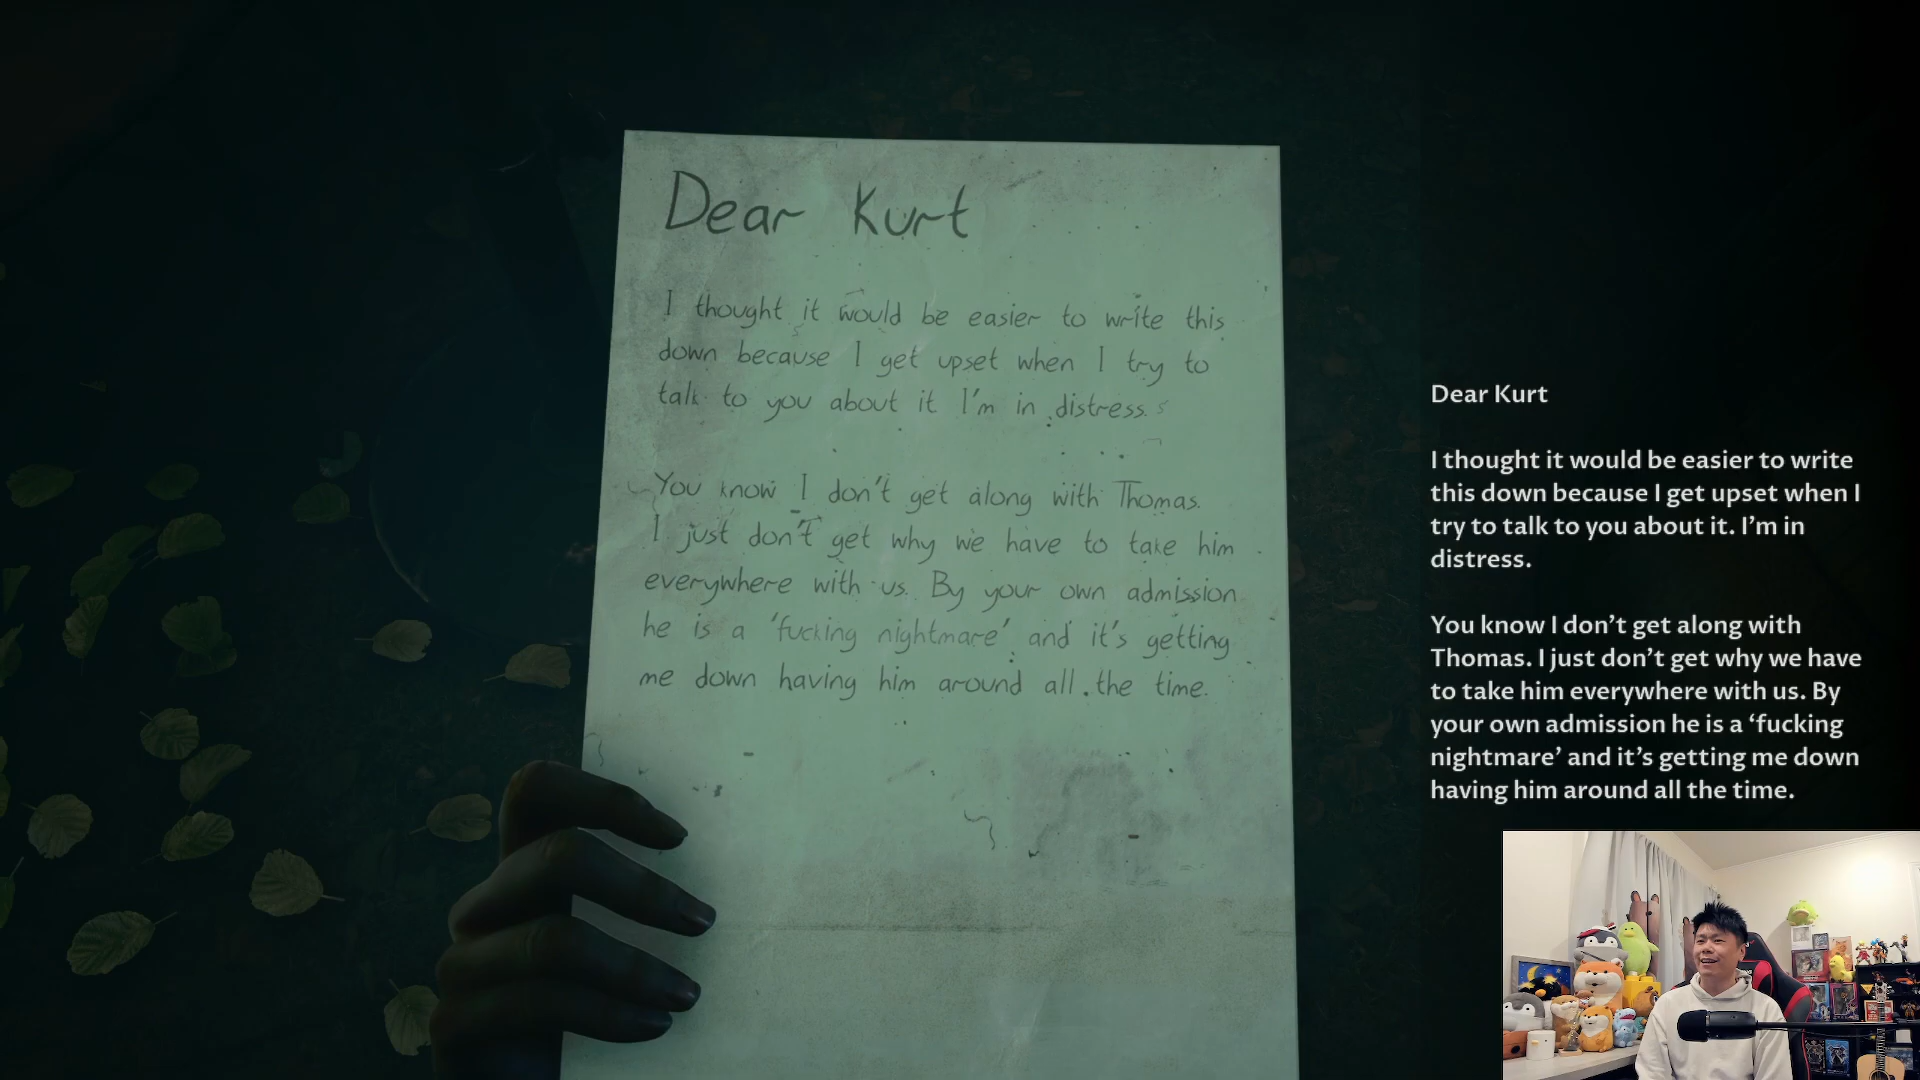 Dear Kurt
I thought it would be easier to write this
down because I get upset when I try to
talk to you about it I'm in distress.
You know I don't get along with Thomas.
I just don't get why we have to take him
everywhere with us. By your own admission
he is a 'fucking nightmare' and it's getting
me down having him around all the time.
Dear Kurt
I thought it would be easier to write
this down because I get upset when I
try to talk to you about it. I'm in
distress.
You know I don't get along with
Thomas. I just don't get why we have
to take him everywhere with us. By
your own admission he is a ‘fucking
nightmare’ and it's getting me down
having him around all the time.